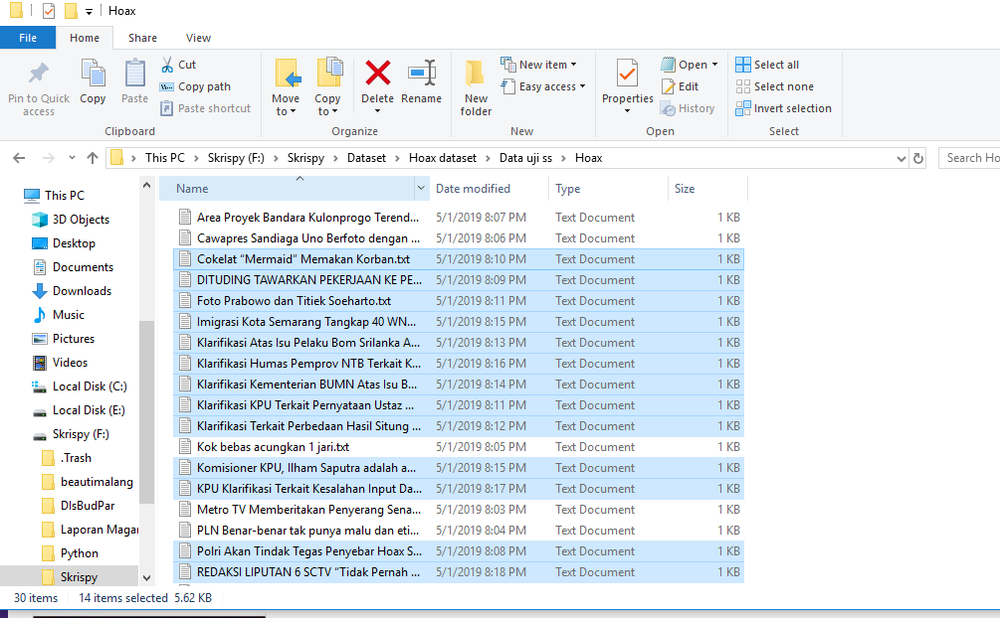 Hoax
File Home Share View
Pin to Quick access
Copy
Paste
Cut
Copy path
Paste shortcut
Clipboard
Move to
Copy to
Delete
Rename
Organize
New folder
New item
Easy access
New
Properties
Open
Edit
History
Open
Select all
Select none
Invert selection
Select
This PC > Skrispy (F:) > Skrispy > Dataset > Hoax dataset > Data uji ss > Hoax
Search Ho
This PC
3D Objects
Desktop
Documents
Downloads
Music
Pictures
Videos
Local Disk (C:)
Local Disk (E:)
Skrispy (F:)
.Trash
beautimalang
DIsBudPar
Laporan Magan
Python
Skrispy
Name Date modified Type Size
Area Proyek Bandara Kulonprogo Terend... 5/1/2019 8:07 PM Text Document 1 KB
Cawapres Sandiaga Uno Berfoto dengan ... 5/1/2019 8:06 PM Text Document 1 KB
Cokelat “Mermaid” Memakan Korban.txt 5/1/2019 8:10 PM Text Document 1 KB
DITUDING TAWARKAN PEKERJAAN KE PE... 5/1/2019 8:09 PM Text Document 1 KB
Foto Prabowo dan Titiek Soeharto.txt 5/1/2019 8:11 PM Text Document 1 KB
Imigrasi Kota Semarang Tangkap 40 WN... 5/1/2019 8:15 PM Text Document 1 KB
Klarifikasi Atas Isu Pelaku Bom Srilanka A... 5/1/2019 8:13 PM Text Document 1 KB
Klarifikasi Humas Pemprov NTB Terkait K... 5/1/2019 8:16 PM Text Document 1 KB
Klarifikasi Kementerian BUMN Atas Isu B... 5/1/2019 8:14 PM Text Document 1 KB
Klarifikasi KPU Terkait Pernyataan Ustaz ... 5/1/2019 8:11 PM Text Document 1 KB
Klarifikasi Terkait Perbedaan Hasil Situng ... 5/1/2019 8:12 PM Text Document 1 KB
Kok bebas acungkan 1 jari.txt 5/1/2019 8:05 PM Text Document 1 KB
Komisioner KPU, Ilham Saputra adalah a... 5/1/2019 8:15 PM Text Document 1 KB
KPU Klarifikasi Terkait Kesalahan Input Da... 5/1/2019 8:17 PM Text Document 1 KB
Metro TV Memberitakan Penyerang Sena... 5/1/2019 8:03 PM Text Document 1 KB
PLN Benar-benar tak punya malu dan eti... 5/1/2019 8:04 PM Text Document 1 KB
Polri Akan Tindak Tegas Penyebar Hoax S... 5/1/2019 8:08 PM Text Document 1 KB
REDAKSI LIPUTAN 6 SCTV “Tidak Pernah ... 5/1/2019 8:18 PM Text Document 1 KB
30 items 14 items selected 5.62 KB